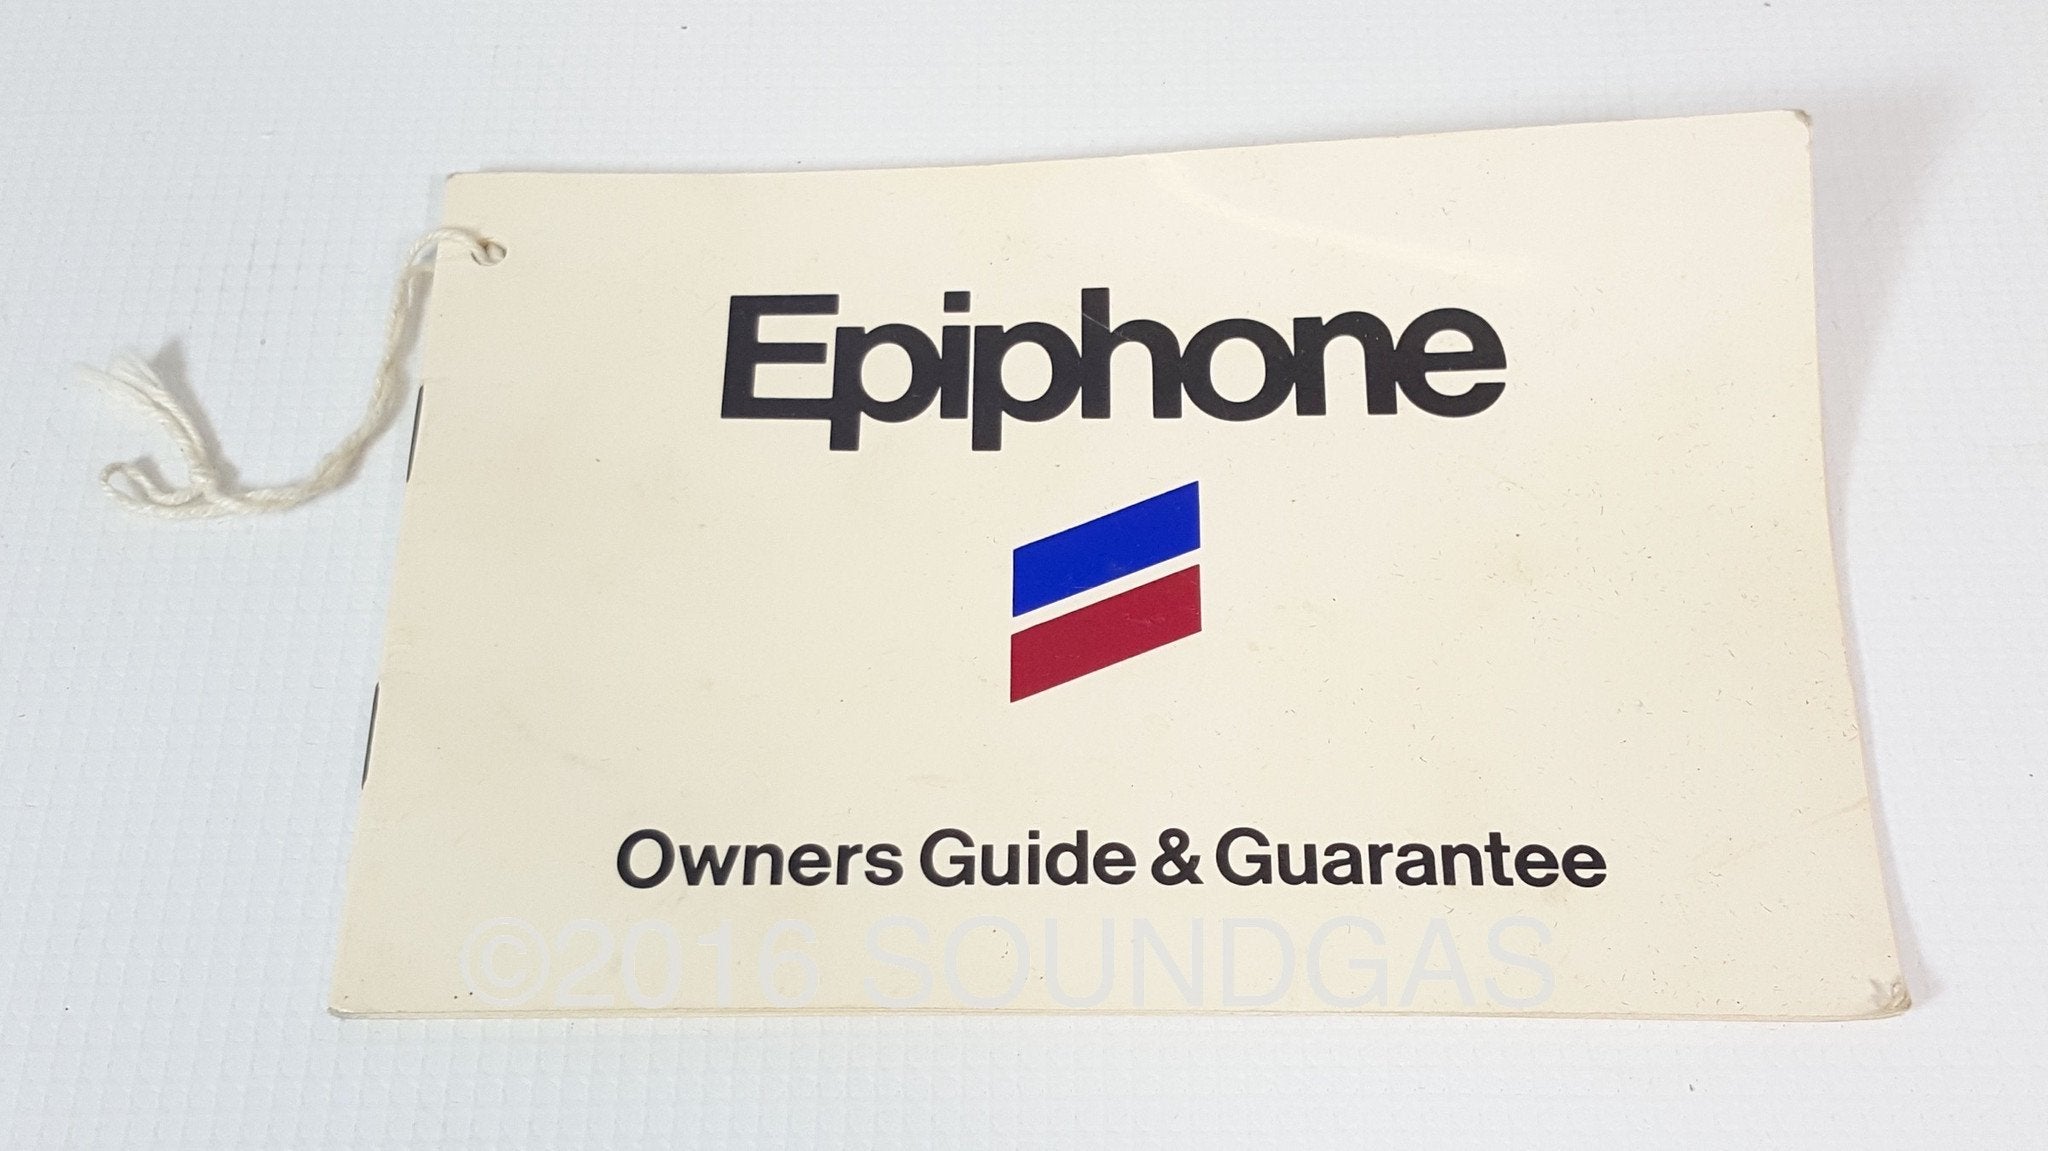 Epiphone
Owners Guide & Guarantee
©2016 SOUNDGAS